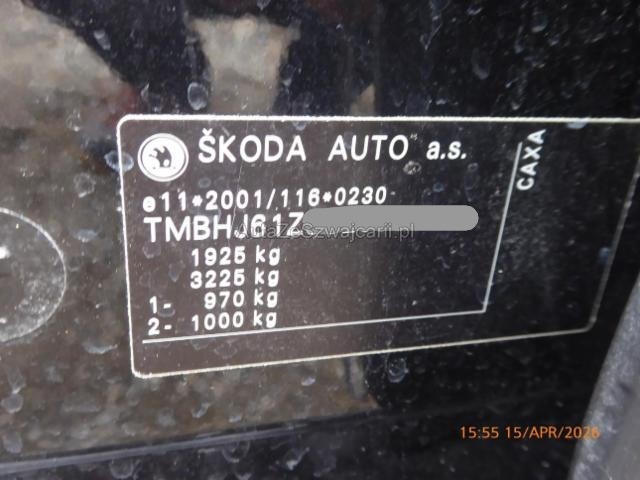 ŠKODA AUTO a.s.
e11*2001/116*0230
TMBHJ61Z
AutaZeSzwajcarii.pl
1925 kg
3225 kg
1- 970 kg
2- 1000 kg
CAXA
15:55 15/APR/2026